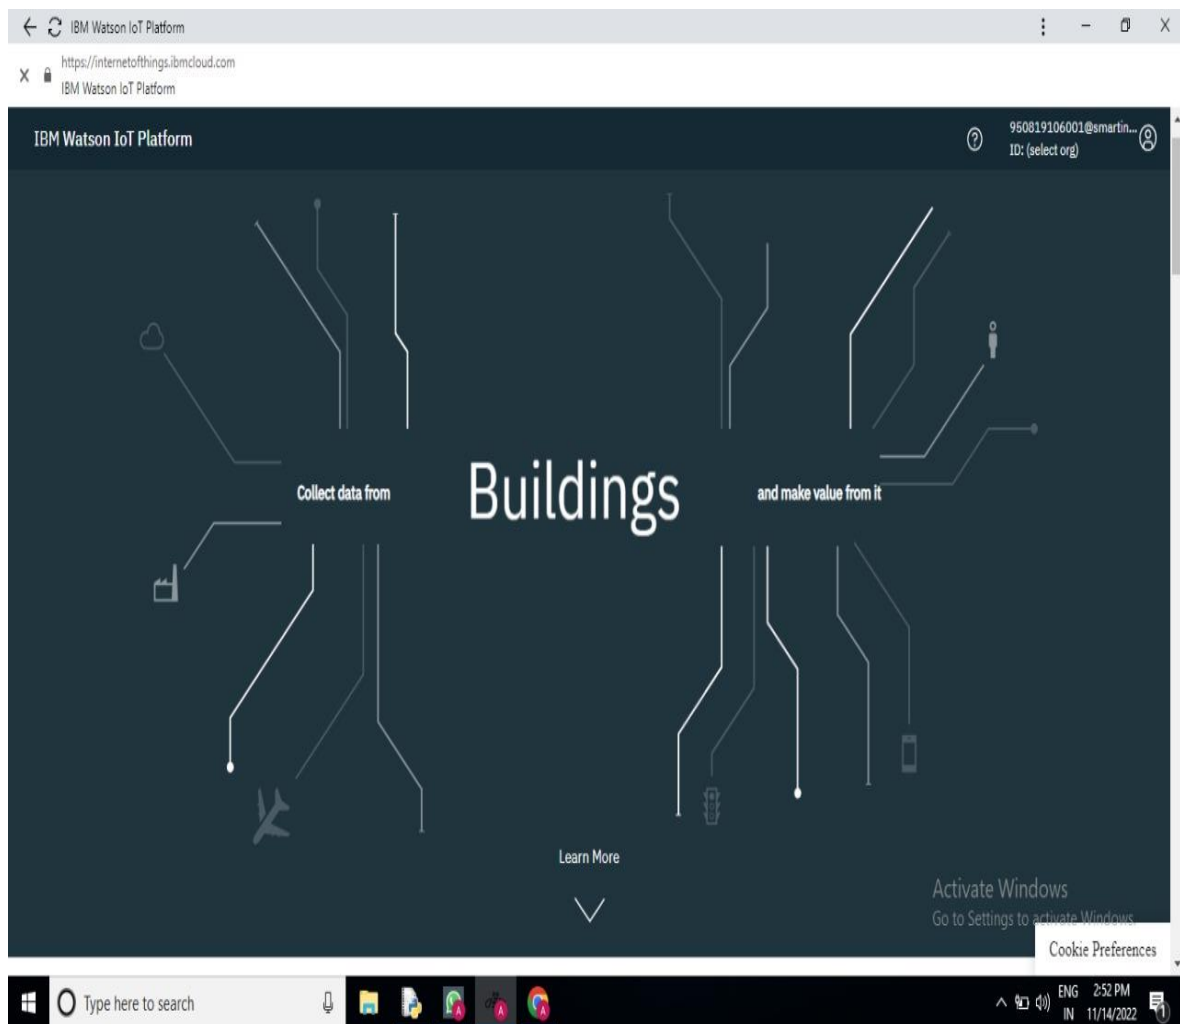 IBM Watson IoT Platform
https://internetofthings.ibmcloud.com
IBM Watson IoT Platform
IBM Watson IoT Platform
950819106001@smartin...
ID: (select org)
Collect data from
Buildings
and make value from it
Learn More
Activate Windows
Go to Settings to activate Windows.
Cookie Preferences
Type here to search
ENG
IN
2:52 PM
11/14/2022